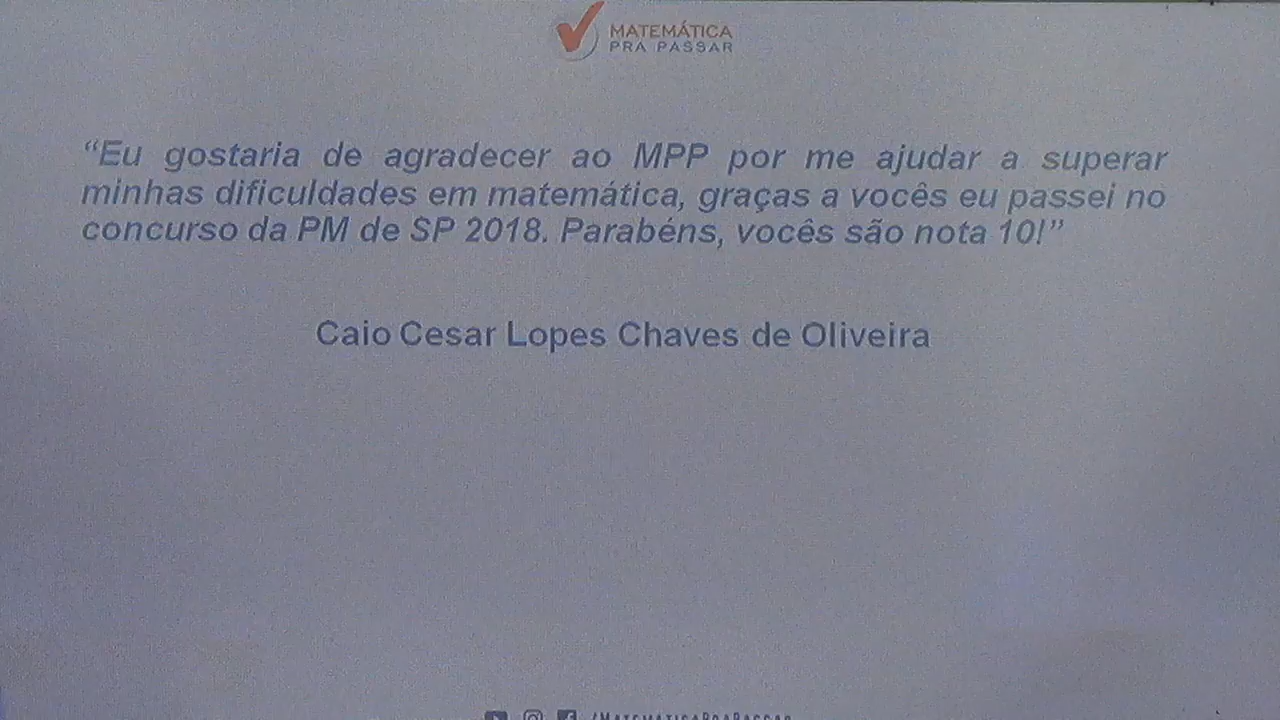 MATEMÁTICA
PRA PASSAR
“Eu gostaria de agradecer ao MPP por me ajudar a superar
minhas dificuldades em matemática, graças a vocês eu passei no
concurso da PM de SP 2018. Parabéns, vocês são nota 10!”
Caio Cesar Lopes Chaves de Oliveira
/MATEMATICAPRAPASSAR